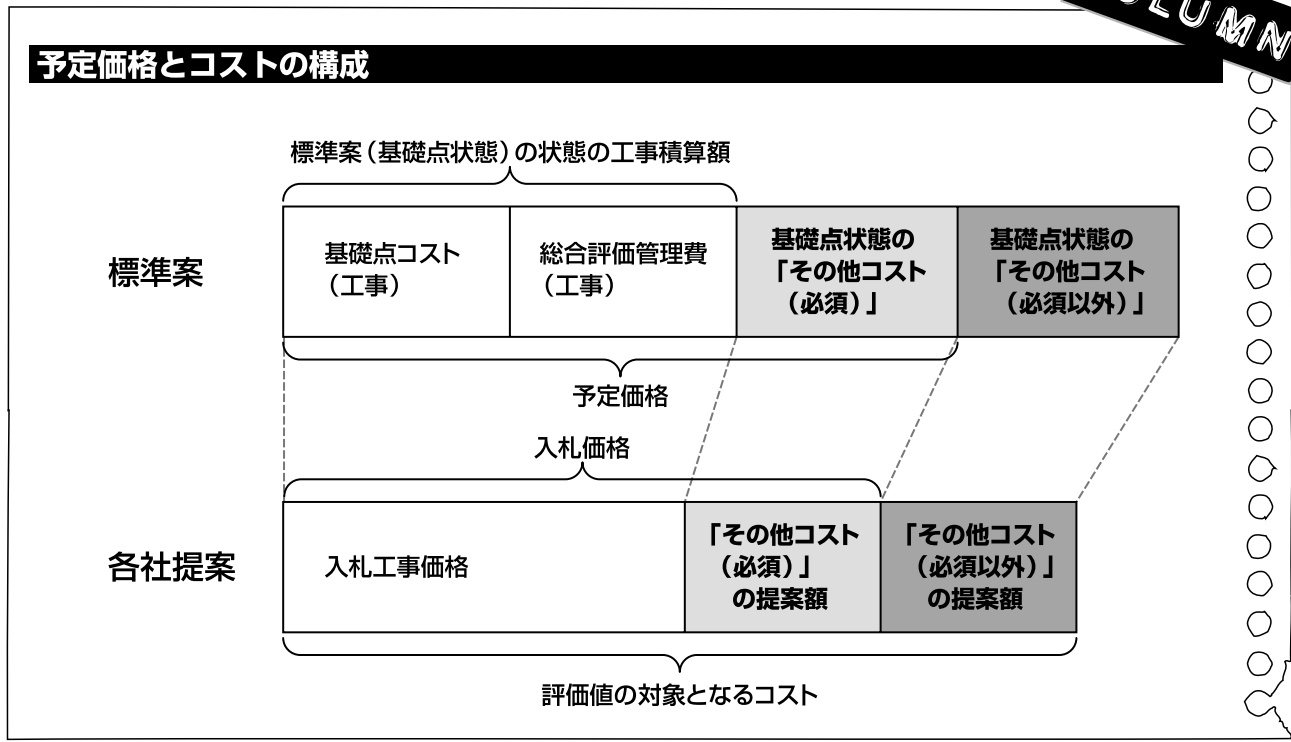 予定価格とコストの構成
標準案(基礎点状態)の状態の工事積算額
標準案
基礎点コスト
(工事)
総合評価管理費
(工事)
基礎点状態の
「その他コスト
(必須)」
基礎点状態の
「その他コスト
(必須以外)」
予定価格
入札価格
各社提案
入札工事価格
「その他コスト
(必須)」
の提案額
「その他コスト
(必須以外)」
の提案額
評価値の対象となるコスト